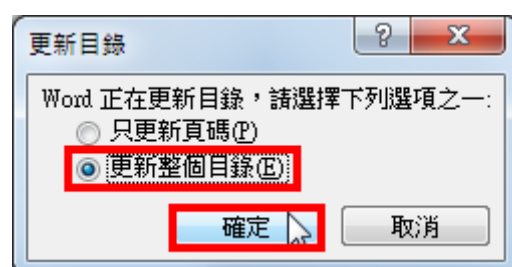 更新目錄
Word 正在更新目錄，請選擇下列選項之一:
只更新頁碼(P)
更新整個目錄(E)
確定
取消